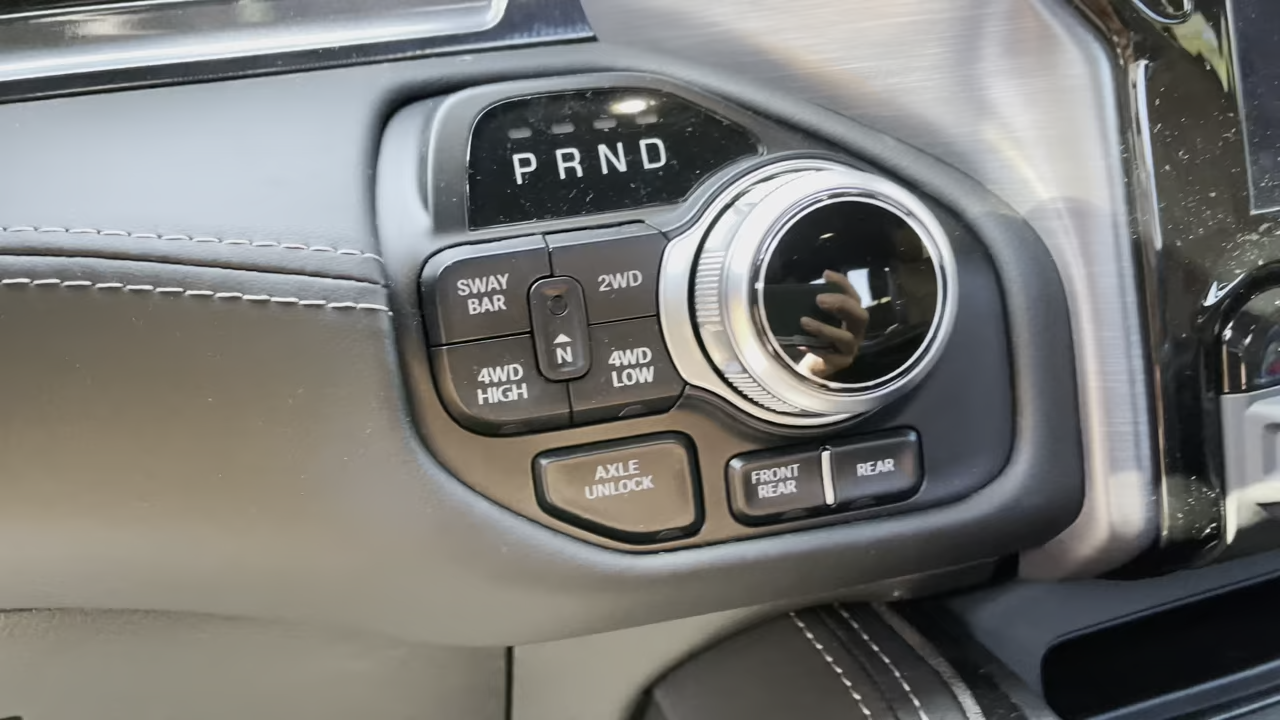 P R N D
SWAY
BAR
2WD
N
4WD
HIGH
4WD
LOW
AXLE
UNLOCK
FRONT
REAR
REAR